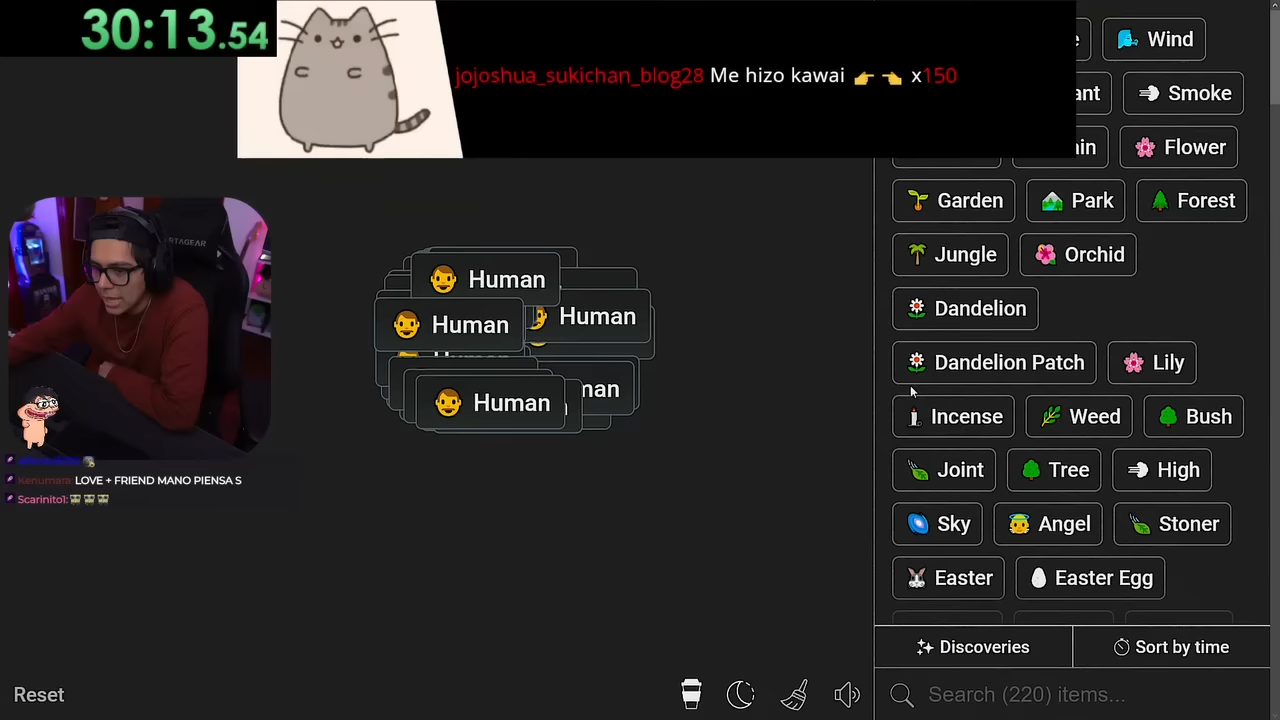 30:13.54
jojoshua_sukichan_blog28 Me hizo kawai 👉 👈 x150
Wind
Smoke
Flower
Garden Park Forest
Jungle Orchid
Dandelion
Dandelion Patch Lily
Incense Weed Bush
Joint Tree High
Sky Angel Stoner
Easter Easter Egg
Human
Human
Human
Human
Kenumara: LOVE + FRIEND MANO PIENSA S
Scarinito1:
Discoveries Sort by time
Reset
Search (220) items...